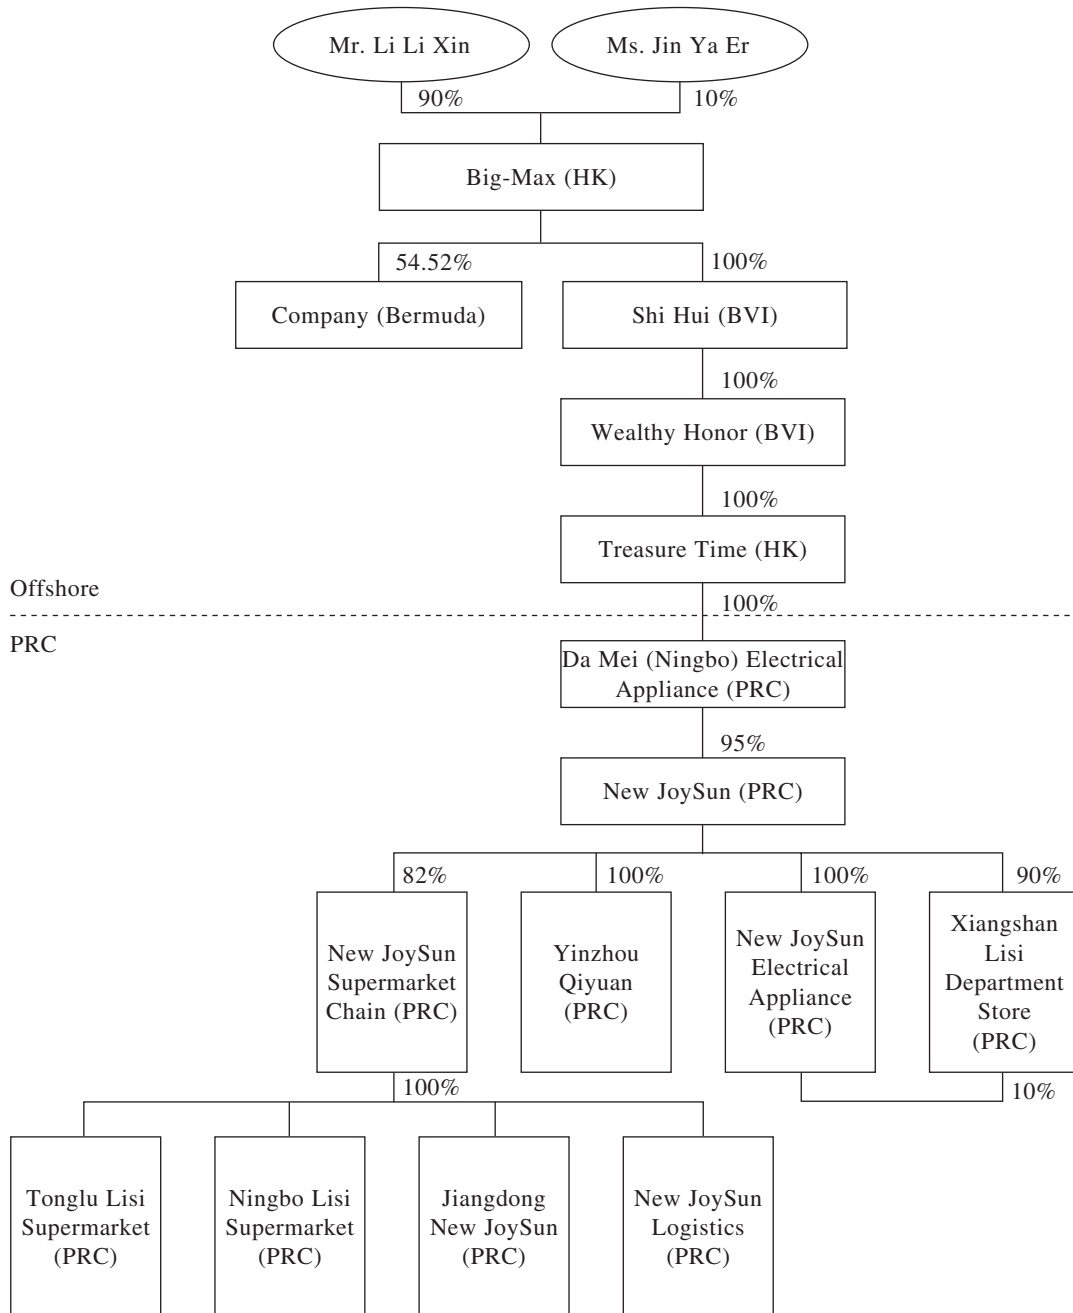 Mr. Li Li Xin
Ms. Jin Ya Er
90%
10%
Big-Max (HK)
54.52%
100%
Company (Bermuda)
Shi Hui (BVI)
100%
Wealthy Honor (BVI)
100%
Treasure Time (HK)
Offshore
100%
PRC
Da Mei (Ningbo) Electrical
Appliance (PRC)
95%
New JoySun (PRC)
82%
100%
100%
90%
New JoySun
Supermarket
Chain (PRC)
Yinzhou
Qiyuan
(PRC)
New JoySun
Electrical
Appliance
(PRC)
Xiangshan
Lisi
Department
Store
(PRC)
100%
10%
Tonglu Lisi
Supermarket
(PRC)
Ningbo Lisi
Supermarket
(PRC)
Jiangdong
New JoySun
(PRC)
New JoySun
Logistics
(PRC)